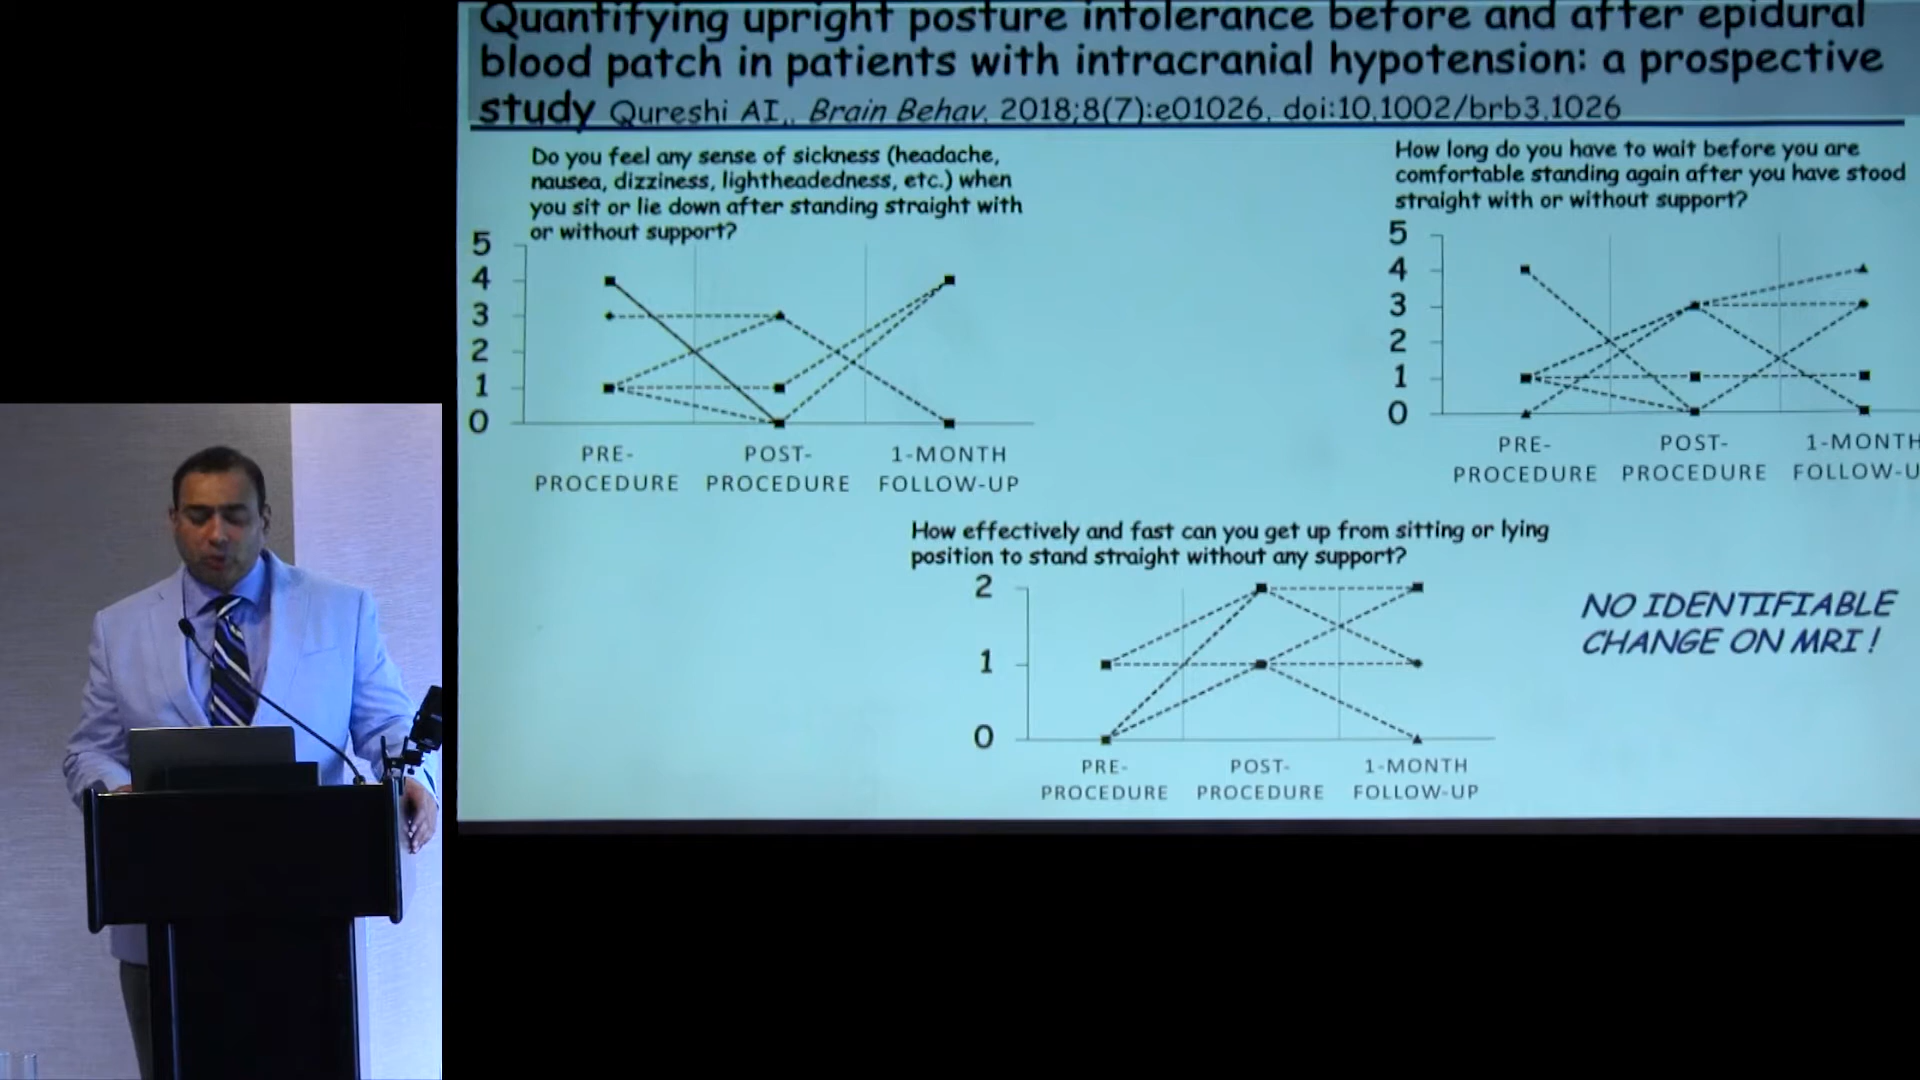 Quantifying upright posture intolerance before and after epidural
blood patch in patients with intracranial hypotension: a prospective
study Qureshi AI,. Brain Behav. 2018;8(7):e01026. doi:10.1002/brb3.1026
Do you feel any sense of sickness (headache,
nausea, dizziness, lightheadedness, etc.) when
you sit or lie down after standing straight with
or without support?
5
4
3
2
1
0
PRE-
PROCEDURE
POST-
PROCEDURE
1-MONTH
FOLLOW-UP
How long do you have to wait before you are
comfortable standing again after you have stood
straight with or without support?
5
4
3
2
1
0
PRE-
PROCEDURE
POST-
PROCEDURE
1-MONTH
FOLLOW-U
How effectively and fast can you get up from sitting or lying
position to stand straight without any support?
2
1
0
PRE-
PROCEDURE
POST-
PROCEDURE
1-MONTH
FOLLOW-UP
NO IDENTIFIABLE
CHANGE ON MRI!